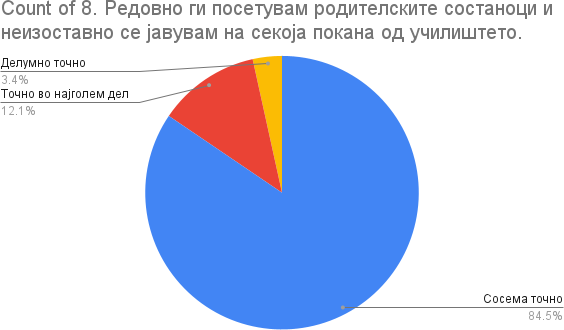 Count of 8. Редовно ги посетувам родителските состаноци и
неизоставно се јавувам на секоја покана од училиштето.
Делумно точно
3.4%
Точно во најголем дел
12.1%
Сосема точно
84.5%